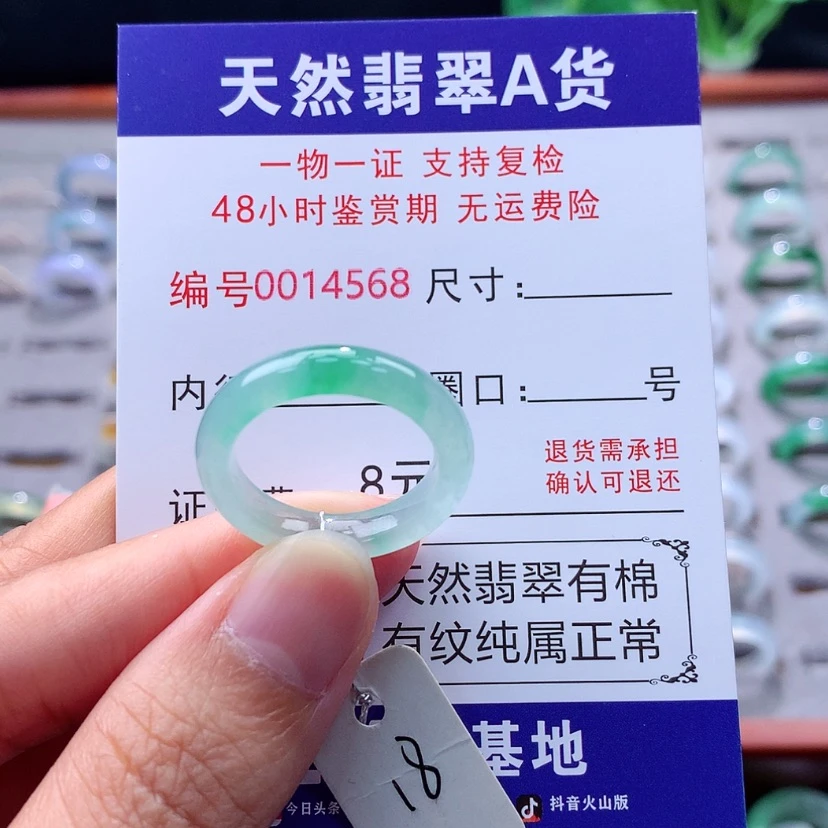 天然翡翠A货
一物一证 支持复检
48小时鉴赏期 无运费险
编号0014568 尺寸:
内 圈口: 号
退货需承担
确认可退还
证 费 8元
天然翡翠有棉
有纹纯属正常
基地
18
今日头条 抖音火山版